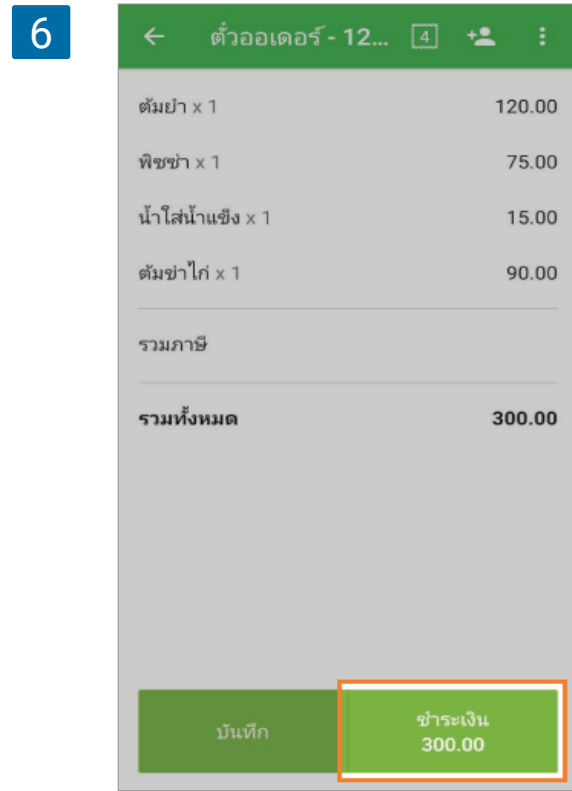 6
ตั๋วออเดอร์ - 12... 4
ต้มยำ x 1 120.00
พิซซ่า x 1 75.00
น้ำใส่น้ำแข็ง x 1 15.00
ต้มข่าไก่ x 1 90.00
รวมภาษี
รวมทั้งหมด 300.00
บันทึก
ชำระเงิน
300.00